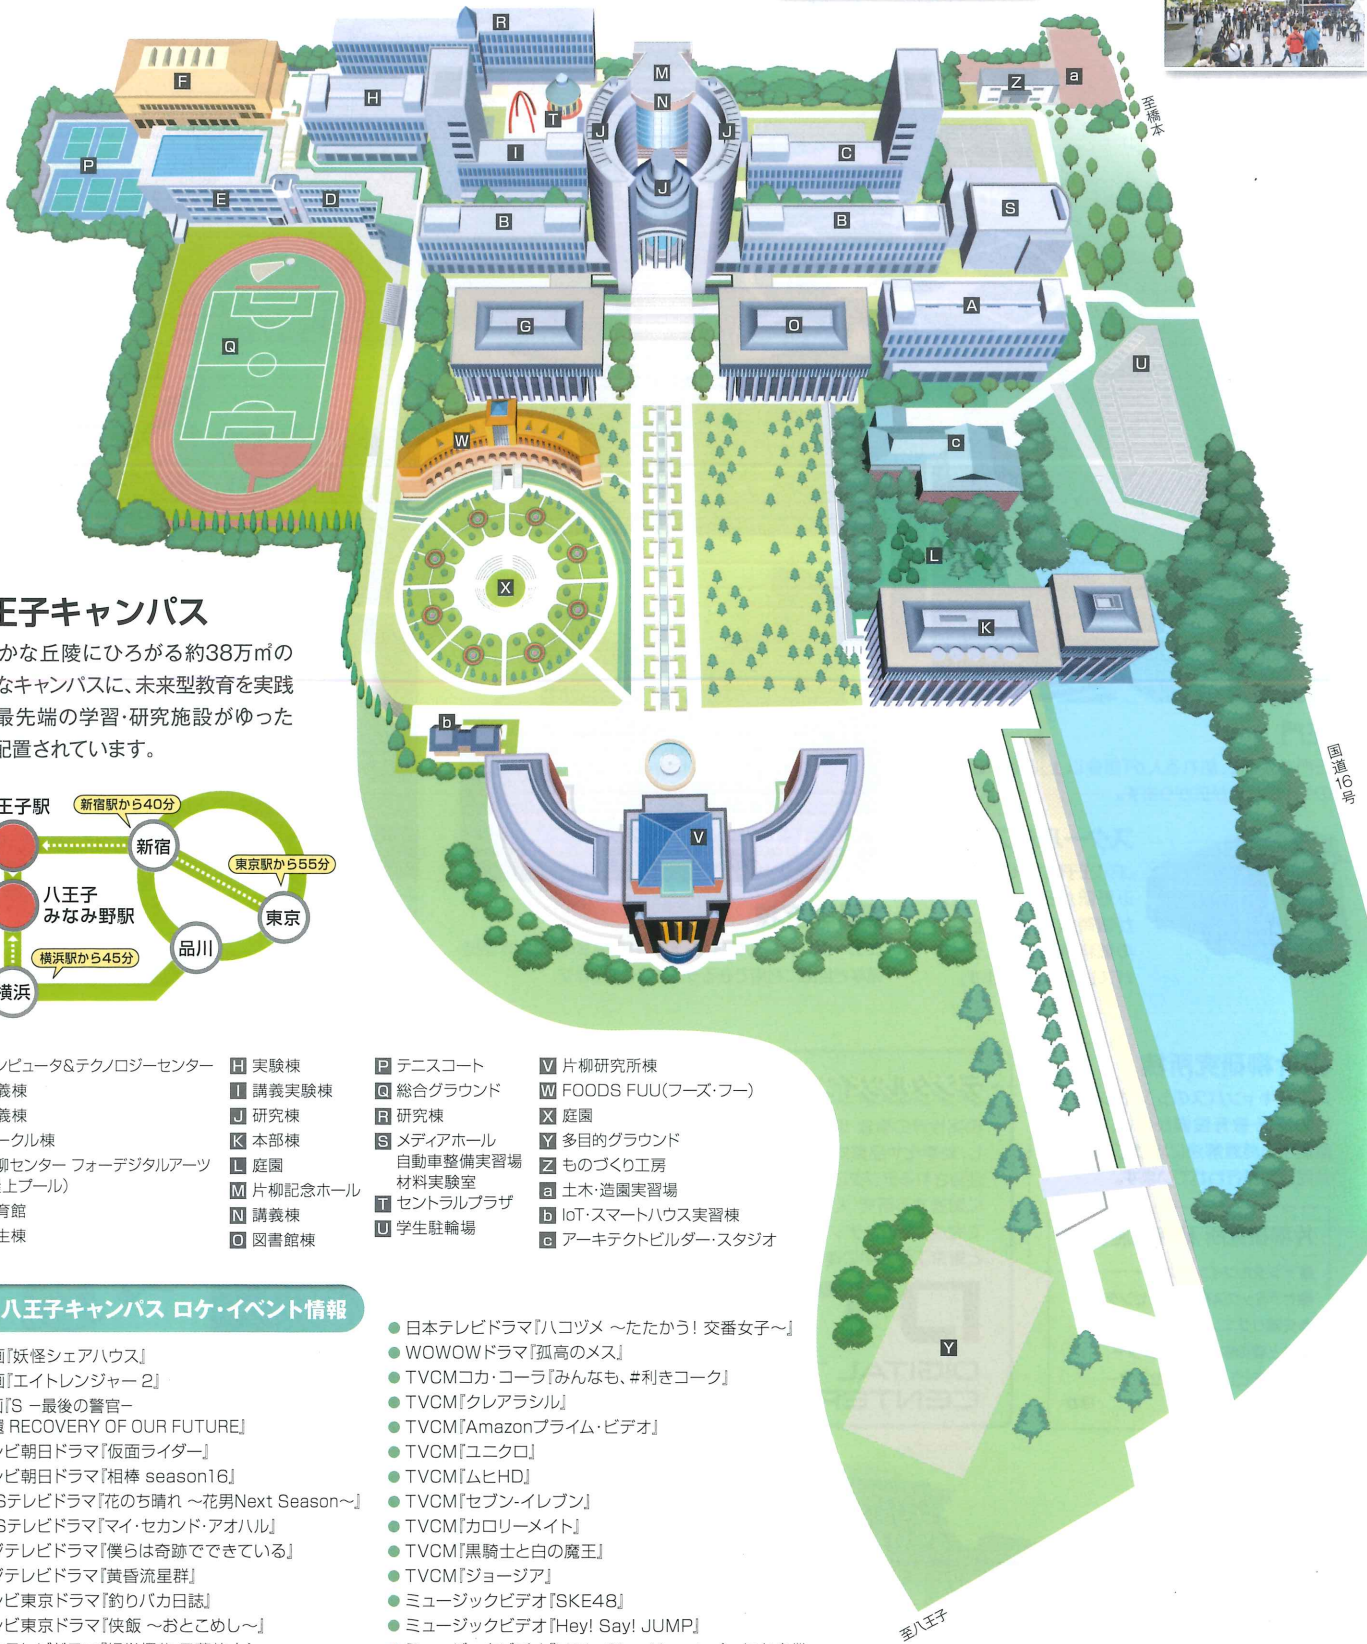 R
F
M
Z
a
H
N
至橋本
T
J
J
P
I
C
J
E
D
S
B
B
A
G
O
Q
U
W
c
L
X
K
王子キャンパス
かな丘陵にひろがる約38万㎡の
なキャンパスに、未来型教育を実践
最先端の学習・研究施設がゆった
配置されています。
b
V
国道16号
王子駅
新宿駅から40分
新宿
東京駅から55分
八王子
みなみ野駅
東京
品川
横浜駅から45分
横浜
ンピュータ&テクノロジーセンター
義棟
義棟
ークル棟
柳センター フォーデジタルアーツ
上プール)
育館
生棟
H 実験棟
I 講義実験棟
J 研究棟
K 本部棟
L 庭園
M 片柳記念ホール
N 講義棟
O 図書館棟
P テニスコート
Q 総合グラウンド
R 研究棟
S メディアホール
自動車整備実習場
材料実験室
T セントラルプラザ
U 学生駐輪場
V 片柳研究所棟
W FOODS FUU(フーズ・フー)
X 庭園
Y 多目的グラウンド
Z ものづくり工房
a 土木・造園実習場
b IoT・スマートハウス実習棟
c アーキテクトビルダー・スタジオ
Y
至八王子
八王子キャンパス ロケ・イベント情報
『妖怪シェアハウス』
『エイトレンジャー 2』
『S −最後の警官−
RECOVERY OF OUR FUTURE』
レビ朝日ドラマ『仮面ライダー』
レビ朝日ドラマ『相棒 season16』
Sテレビドラマ『花のち晴れ 〜花男Next Season〜』
Sテレビドラマ『マイ・セカンド・アオハル』
ジテレビドラマ『僕らは奇跡でできている』
ジテレビドラマ『黄昏流星群』
レビ東京ドラマ『釣りバカ日誌』
レビ東京ドラマ『侠飯 〜おとこめし〜』
● 日本テレビドラマ『ハコヅメ 〜たたかう! 交番女子〜』
● WOWOWドラマ『孤高のメス』
● TVCMコカ・コーラ『みんなも、#利きコーク』
● TVCM『クレアラシル』
● TVCM『Amazonプライム・ビデオ』
● TVCM『ユニクロ』
● TVCM『ムヒHD』
● TVCM『セブン-イレブン』
● TVCM『カロリーメイト』
● TVCM『黒騎士と白の魔王』
● TVCM『ジョージア』
● ミュージックビデオ『SKE48』
● ミュージックビデオ『Hey! Say! JUMP』